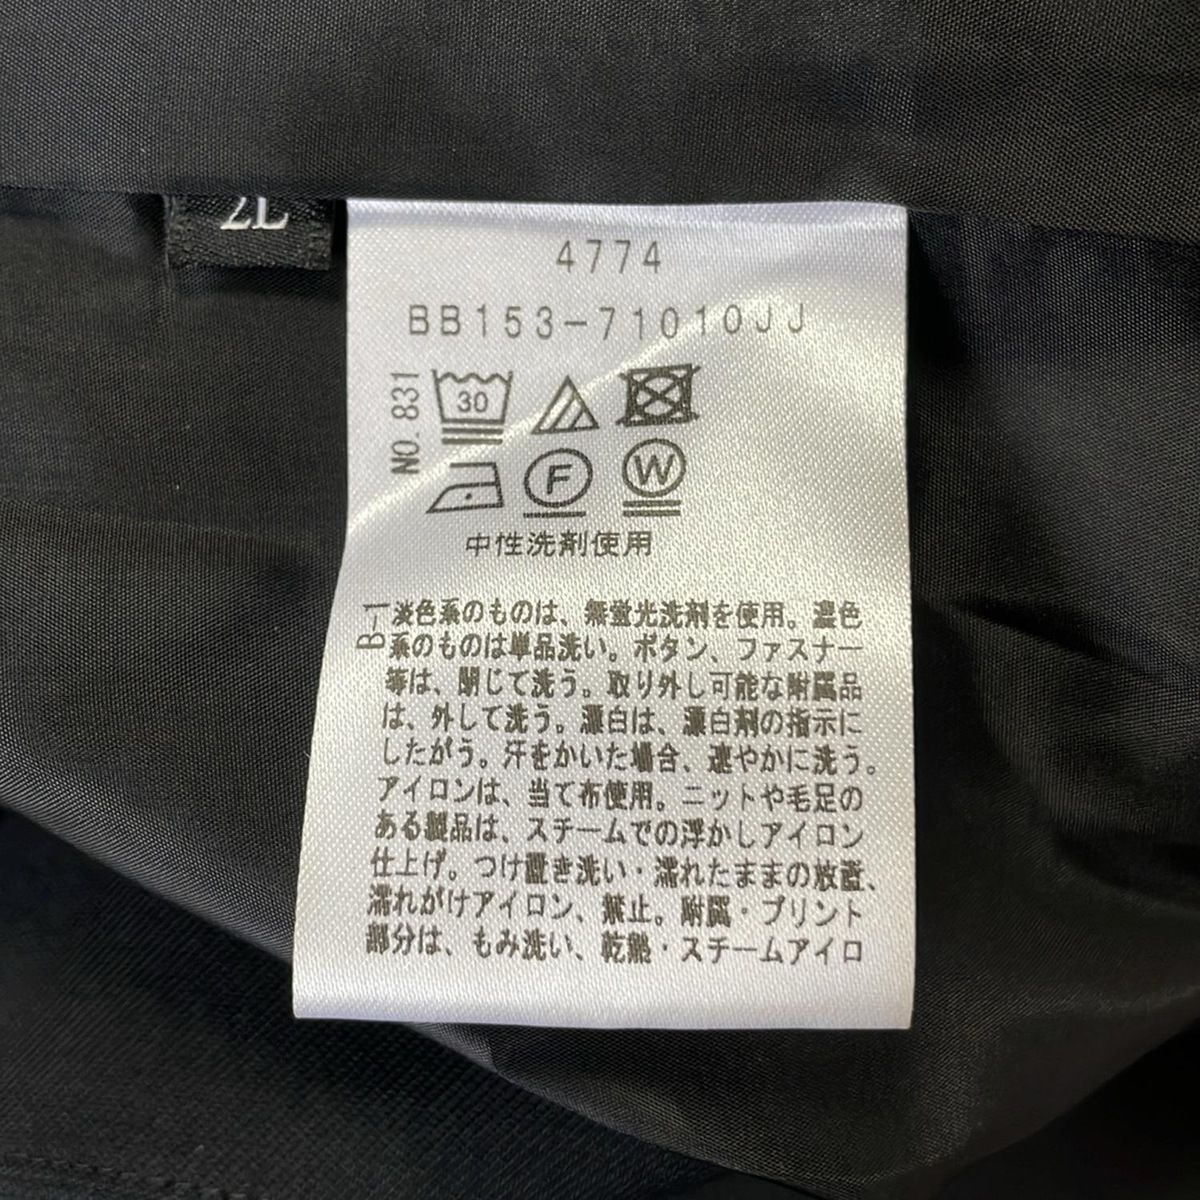 2L
4774
BB153-71010JJ
NO.831
30
F
W
中性洗剤使用
B-1
淡色系のものは、無蛍光洗剤を使用。濃色
系のものは単品洗い。ボタン、ファスナー
等は、閉じて洗う。取り外し可能な附属品
は、外して洗う。漂白は、漂白剤の指示に
したがう。汗をかいた場合、速やかに洗う。
アイロンは、当て布使用。ニットや毛足の
ある製品は、スチームでの浮かしアイロン
仕上げ。つけ置き洗い・濡れたままの放置、
濡れがけアイロン、禁止。附属・プリント
部分は、もみ洗い、乾熱・スチームアイロ